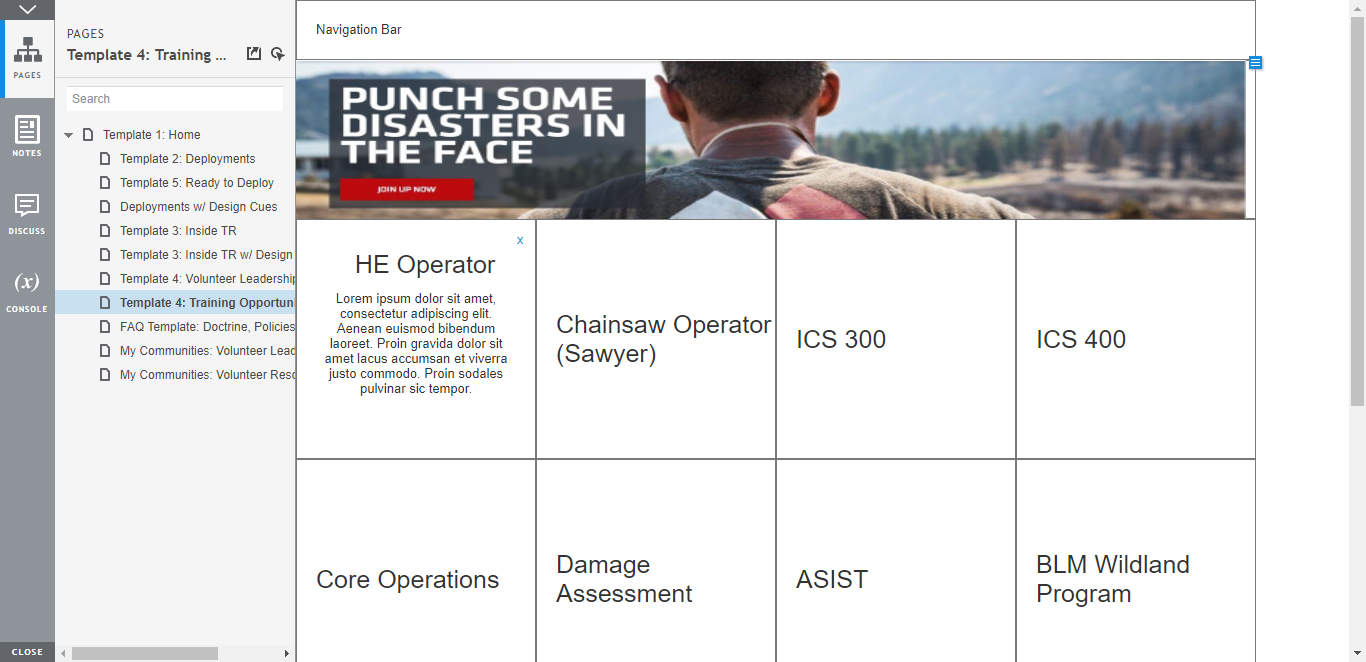 PAGES
NOTES
DISCUSS
(x)
CONSOLE
CLOSE
PAGES
Template 4: Training ...
Search
Template 1: Home
Template 2: Deployments
Template 5: Ready to Deploy
Deployments w/ Design Cues
Template 3: Inside TR
Template 3: Inside TR w/ Design
Template 4: Volunteer Leadership
Template 4: Training Opportuni
FAQ Template: Doctrine, Policies
My Communities: Volunteer Lead
My Communities: Volunteer Reso
Navigation Bar
PUNCH SOME
DISASTERS IN
THE FACE
JOIN UP NOW
x
HE Operator
Lorem ipsum dolor sit amet,
consectetur adipiscing elit.
Aenean euismod bibendum
laoreet. Proin gravida dolor sit
amet lacus accumsan et viverra
justo commodo. Proin sodales
pulvinar sic tempor.
Chainsaw Operator
(Sawyer)
ICS 300
ICS 400
Core Operations
Damage
Assessment
ASIST
BLM Wildland
Program